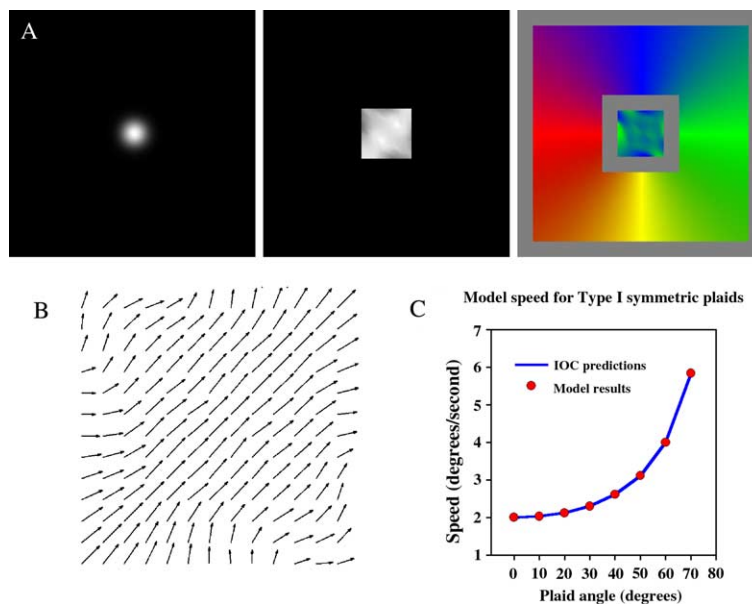 A
B
C
Model speed for Type I symmetric plaids
7
6
5
4
3
2
1
IOC predictions
Model results
Speed (degrees/second)
0 10 20 30 40 50 60 70 80
Plaid angle (degrees)